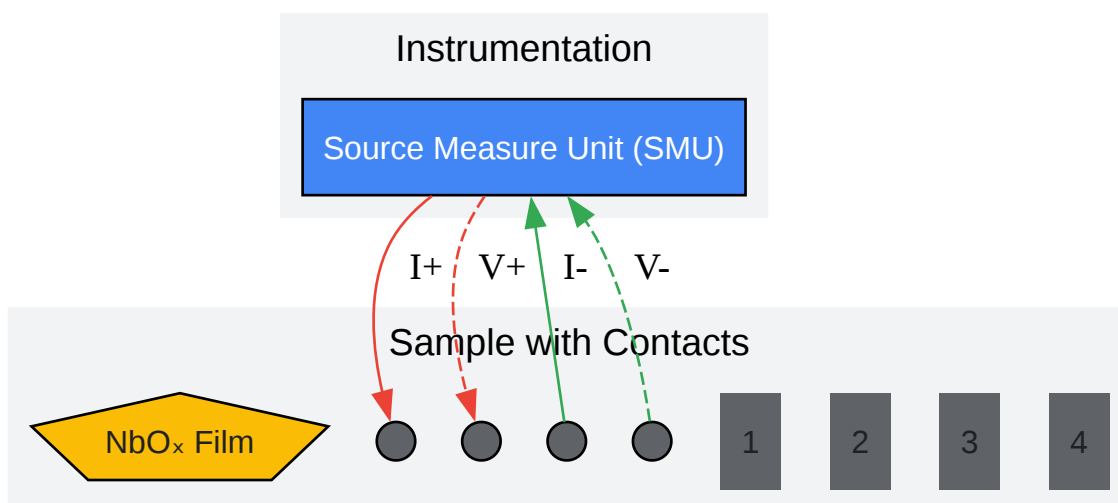 Instrumentation
Source Measure Unit (SMU)
I+ V+ I- V-
Sample with Contacts
NbOₓ Film
1 2 3 4